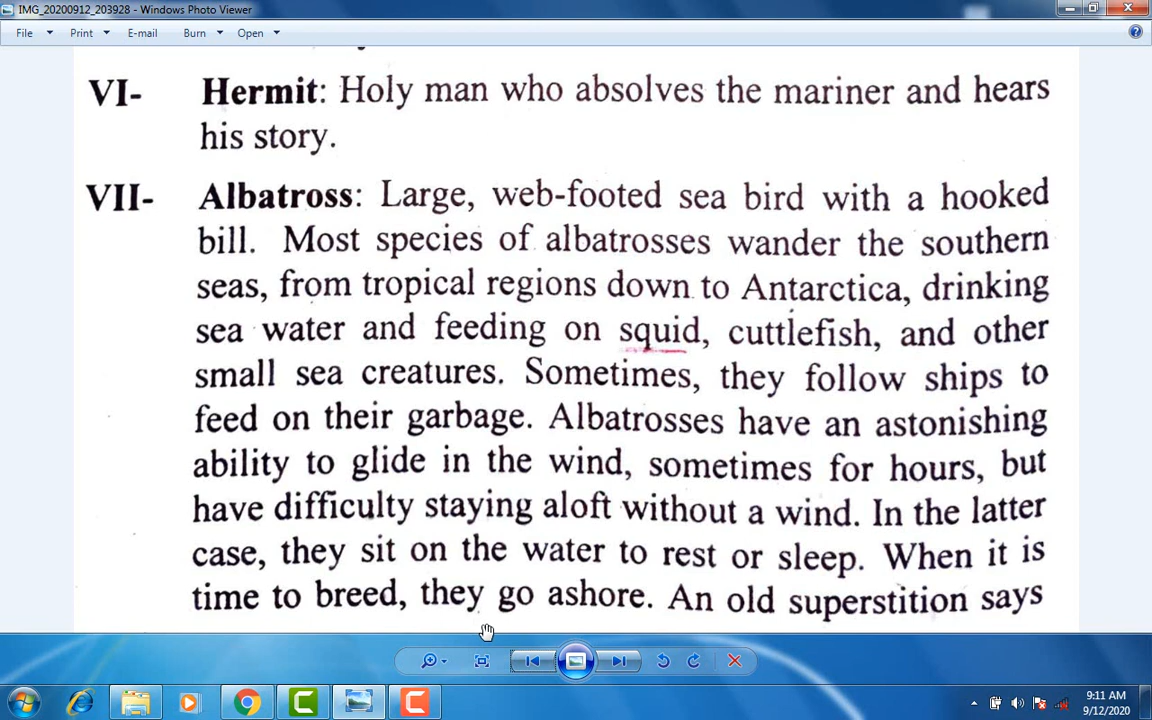 IMG_20200912_203928 - Windows Photo Viewer
File Print E-mail Burn Open
VI- Hermit: Holy man who absolves the mariner and hears
his story.
VII- Albatross: Large, web-footed sea bird with a hooked
bill. Most species of albatrosses wander the southern
seas, from tropical regions down to Antarctica, drinking
sea water and feeding on squid, cuttlefish, and other
small sea creatures. Sometimes, they follow ships to
feed on their garbage. Albatrosses have an astonishing
ability to glide in the wind, sometimes for hours, but
have difficulty staying aloft without a wind. In the latter
case, they sit on the water to rest or sleep. When it is
time to breed, they go ashore. An old superstition says
9:11 AM
9/12/2020